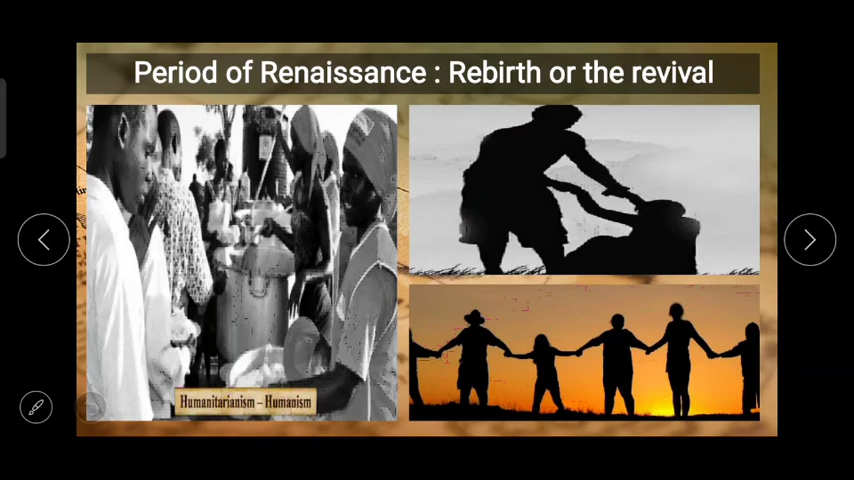 Period of Renaissance : Rebirth or the revival
Humanitarianism – Humanism